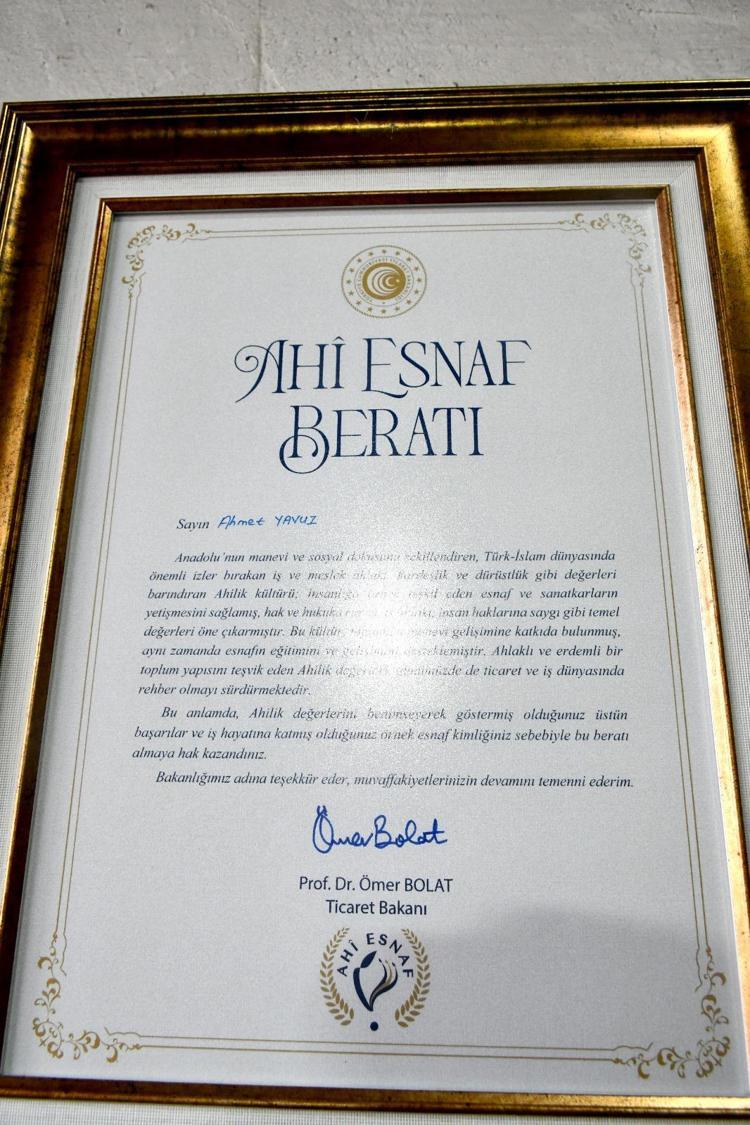 AHÎ ESNAF
BERATI
Sayın Ahmet YAVUZ
Anadolu'nun manevi ve sosyal dokusunu şekillendiren, Türk-İslam dünyasında
önemli izler bırakan iş ve meslek ahlakı, kardeşlik ve dürüstlük gibi değerleri
barındıran Ahilik kültürü; eden esnaf ve sanatkarların
yetişmesini sağlamış, hak ve hukuka insan haklarına saygı gibi temel
değerleri öne çıkarmıştır. Bu kültür, manevi gelişimine katkıda bulunmuş,
aynı zamanda esnafın eğitimini ve gelişimini desteklemiştir. Ahlaklı ve erdemli bir
toplum yapısını teşvik eden Ahilik değerleri, günümüzde de ticaret ve iş dünyasında
rehber olmayı sürdürmektedir.
Bu anlamda, Ahilik değerlerini benimseyerek göstermiş olduğunuz üstün
başarılar ve iş hayatına katmış olduğunuz örnek esnaf kimliğiniz sebebiyle bu beratı
almaya hak kazandınız.
Bakanlığımız adına teşekkür eder, muvaffakiyetlerinizin devamını temenni ederim.
Ömer Bolat
Prof. Dr. Ömer BOLAT
Ticaret Bakanı
AHİ ESNAF